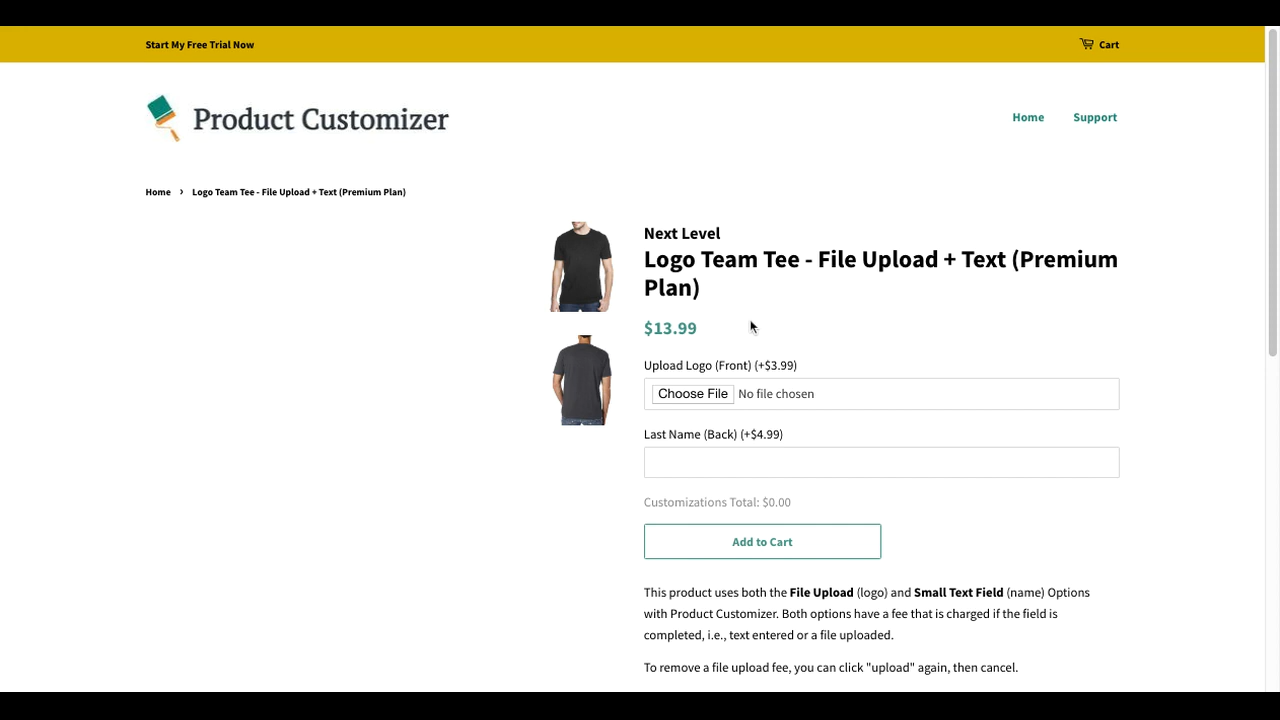 Start My Free Trial Now
Cart
Product Customizer
Home
Support
Home › Logo Team Tee - File Upload + Text (Premium Plan)
Next Level
Logo Team Tee - File Upload + Text (Premium
Plan)
$13.99
Upload Logo (Front) (+$3.99)
Choose File No file chosen
Last Name (Back) (+$4.99)
Customizations Total: $0.00
Add to Cart
This product uses both the File Upload (logo) and Small Text Field (name) Options
with Product Customizer. Both options have a fee that is charged if the field is
completed, i.e., text entered or a file uploaded.
To remove a file upload fee, you can click "upload" again, then cancel.